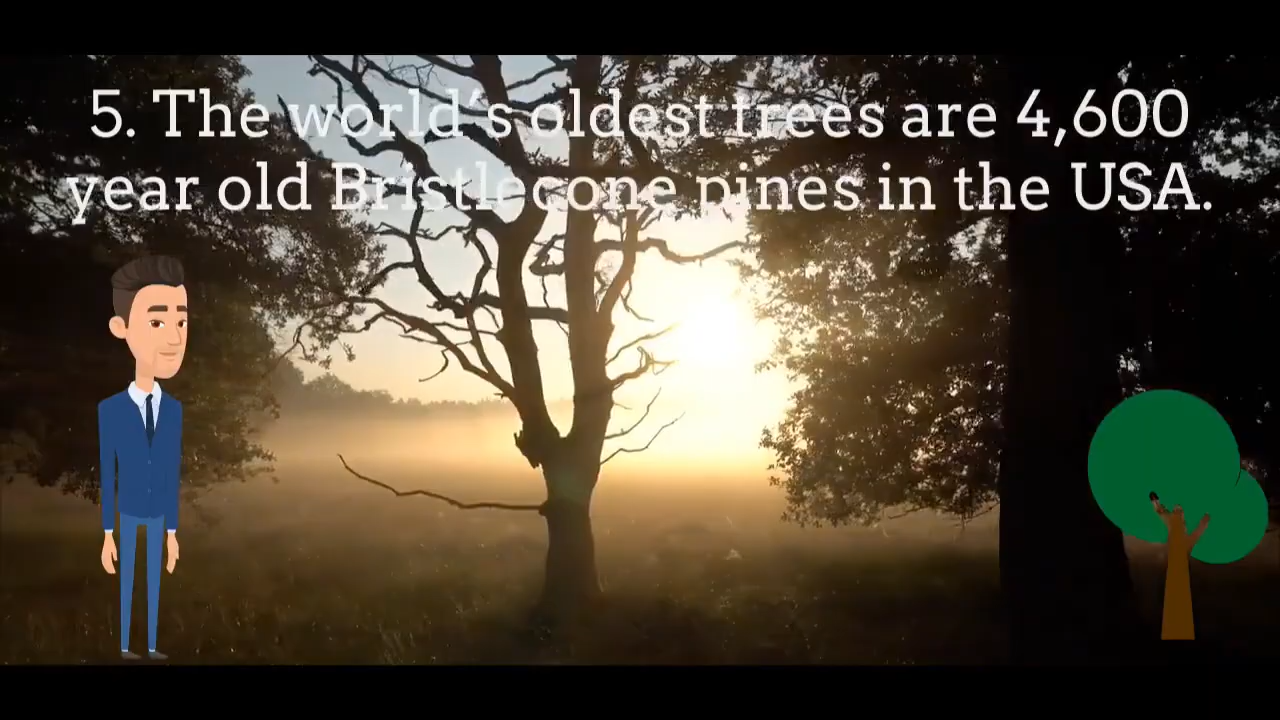 5. The world's oldest trees are 4,600
year old Bristlecone pines in the USA.